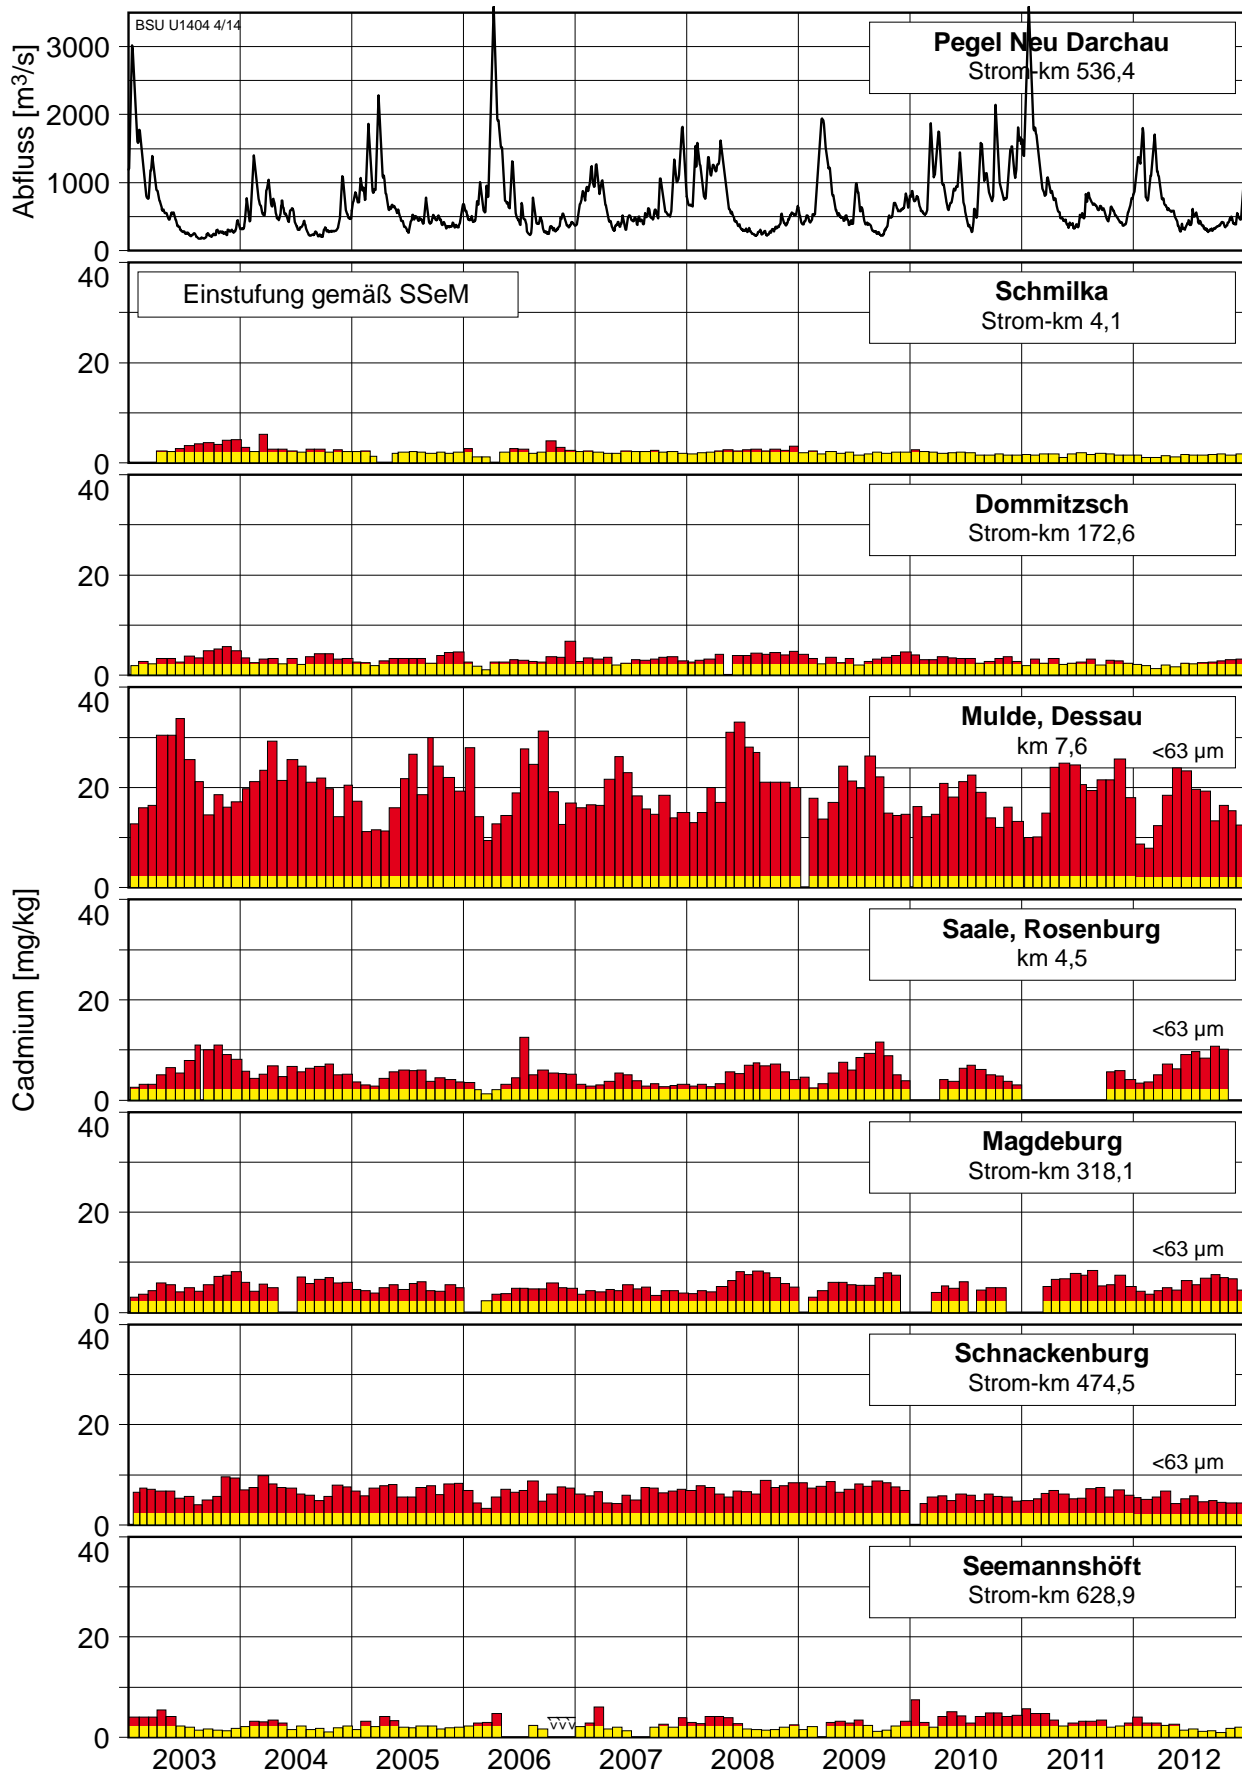 BSU U1404 4/14
Abfluss [m³/s]
3000
2000
1000
0
Pegel Neu Darchau
Strom-km 536,4
40
20
0
Einstufung gemäß SSeM
Schmilka
Strom-km 4,1
40
20
0
Dommitzsch
Strom-km 172,6
40
20
0
Mulde, Dessau
km 7,6
<63 µm
Cadmium [mg/kg]
40
20
0
Saale, Rosenburg
km 4,5
<63 µm
40
20
0
Magdeburg
Strom-km 318,1
<63 µm
40
20
0
Schnackenburg
Strom-km 474,5
<63 µm
40
20
0
Seemannshöft
Strom-km 628,9
2003 2004 2005 2006 2007 2008 2009 2010 2011 2012